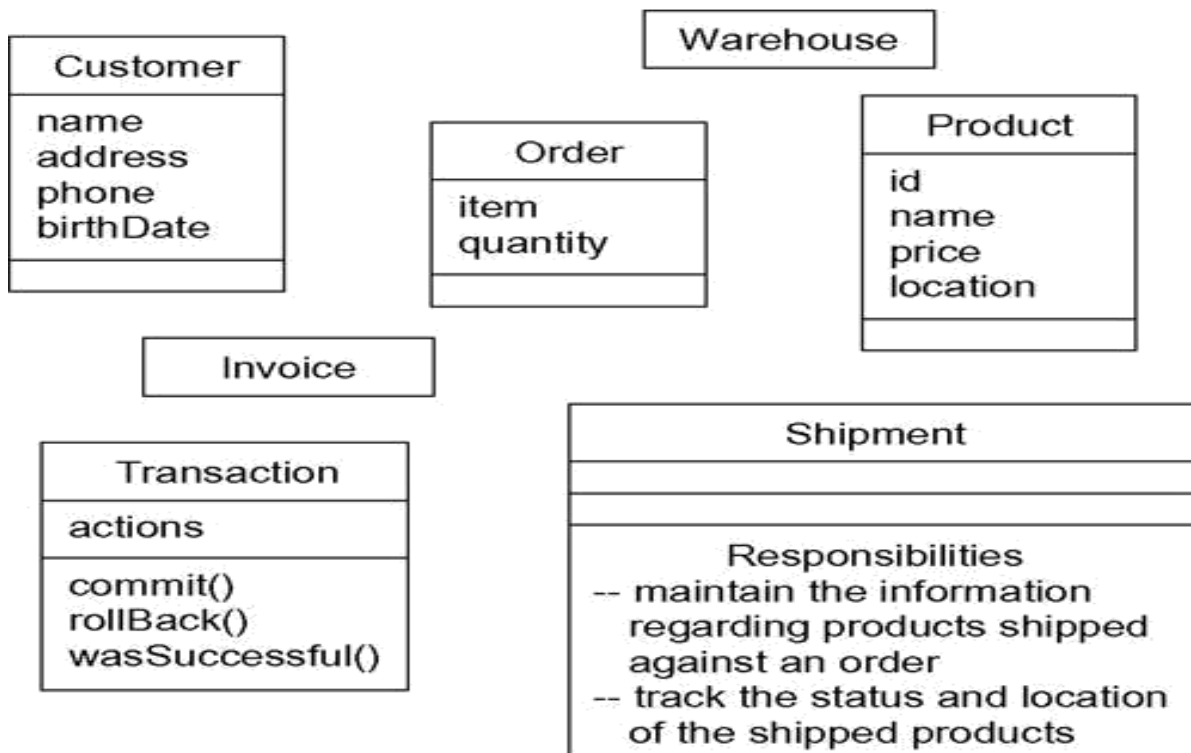 Customer
name
address
phone
birthDate
Warehouse
Order
item
quantity
Product
id
name
price
location
Invoice
Transaction
actions
commit()
rollBack()
wasSuccessful()
Shipment
Responsibilities
-- maintain the information
regarding products shipped
against an order
-- track the status and location
of the shipped products